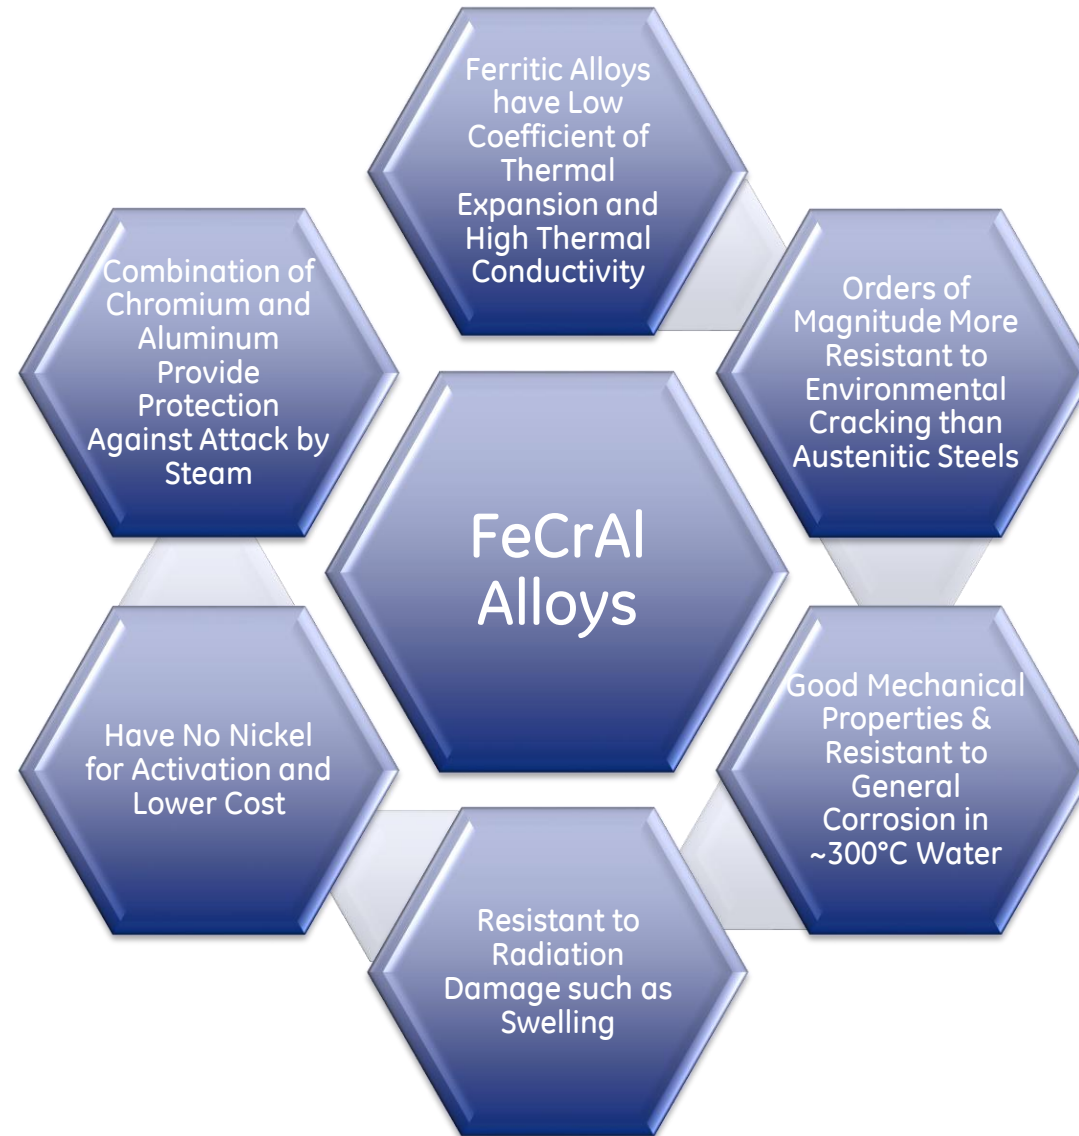 Ferritic Alloys
have Low
Coefficient of
Thermal
Expansion and
High Thermal
Conductivity
Combination of
Chromium and
Aluminum
Provide
Protection
Against Attack by
Steam
Orders of
Magnitude More
Resistant to
Environmental
Cracking than
Austenitic Steels
FeCrAl
Alloys
Have No Nickel
for Activation and
Lower Cost
Good Mechanical
Properties &
Resistant to
General
Corrosion in
~300°C Water
Resistant to
Radiation
Damage such as
Swelling